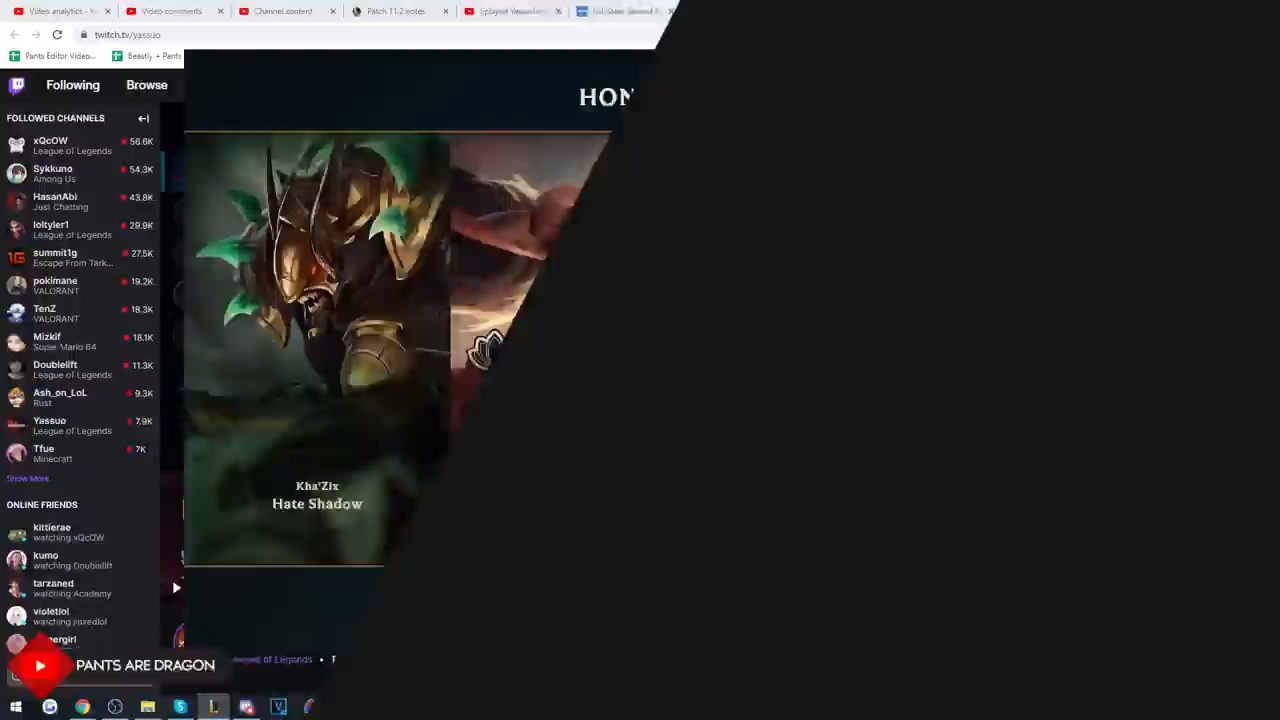 Video analytics - Yo
Video comments
Channel content
Patch 11.2 notes
twitch.tv/yassuo
Pants Editor Video...
Beastly + Pants
Following
Browse
HON
FOLLOWED CHANNELS
xQcOW
56.6K
League of Legends
Sykkuno
54.3K
Among Us
HasanAbi
43.8K
Just Chatting
loltyler1
29.9K
League of Legends
summit1g
27.5K
Escape From Tark...
pokimane
19.2K
VALORANT
TenZ
18.3K
VALORANT
Mizkif
18.1K
Super Mario 64
Doublelift
11.3K
League of Legends
Ash_on_LoL
9.3K
Rust
Yassuo
7.9K
League of Legends
Tfue
7K
Minecraft
Show More
Kha'Zix
Hate Shadow
ONLINE FRIENDS
kittierae
watching xQcOW
kumo
watching Doublelift
tarzaned
watching Academy
violetlol
watching jinxedlol
PANTS ARE DRAGON
of Legends